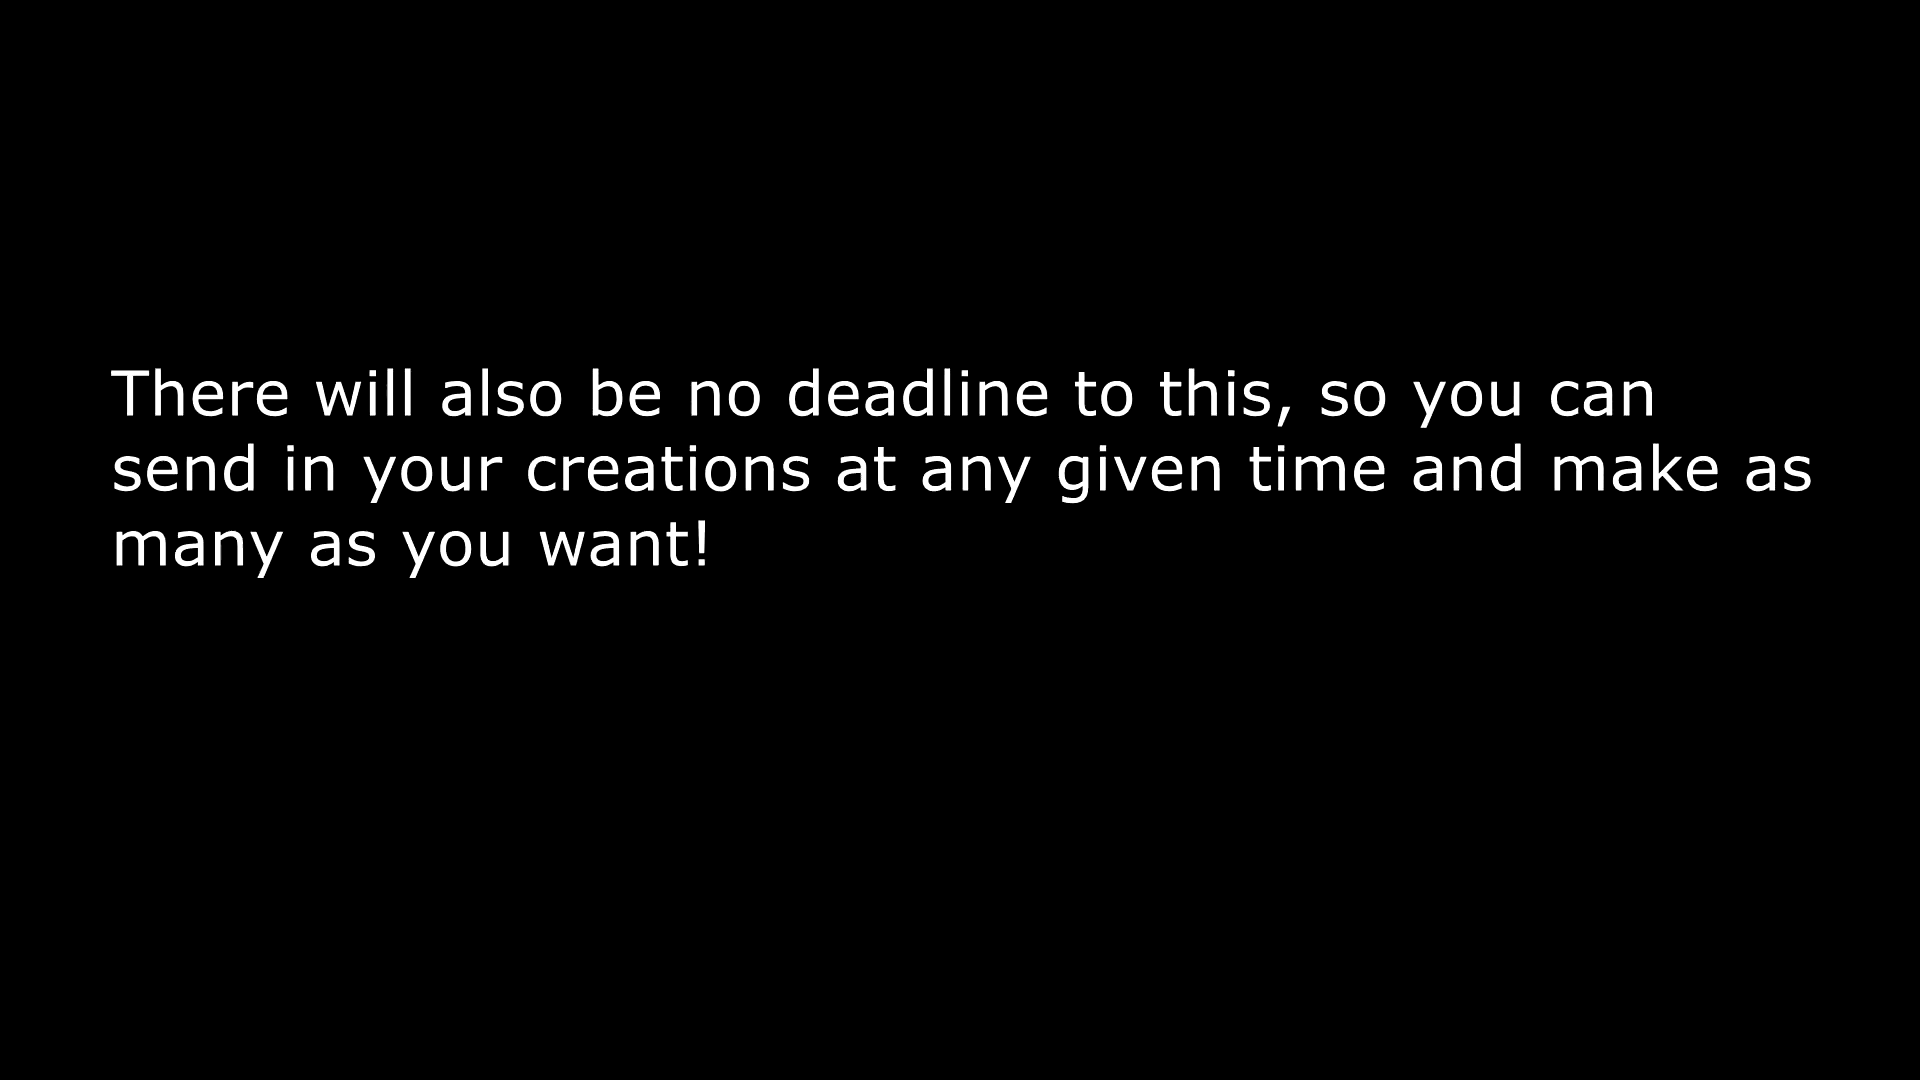 There will also be no deadline to this, so you can
send in your creations at any given time and make as
many as you want!